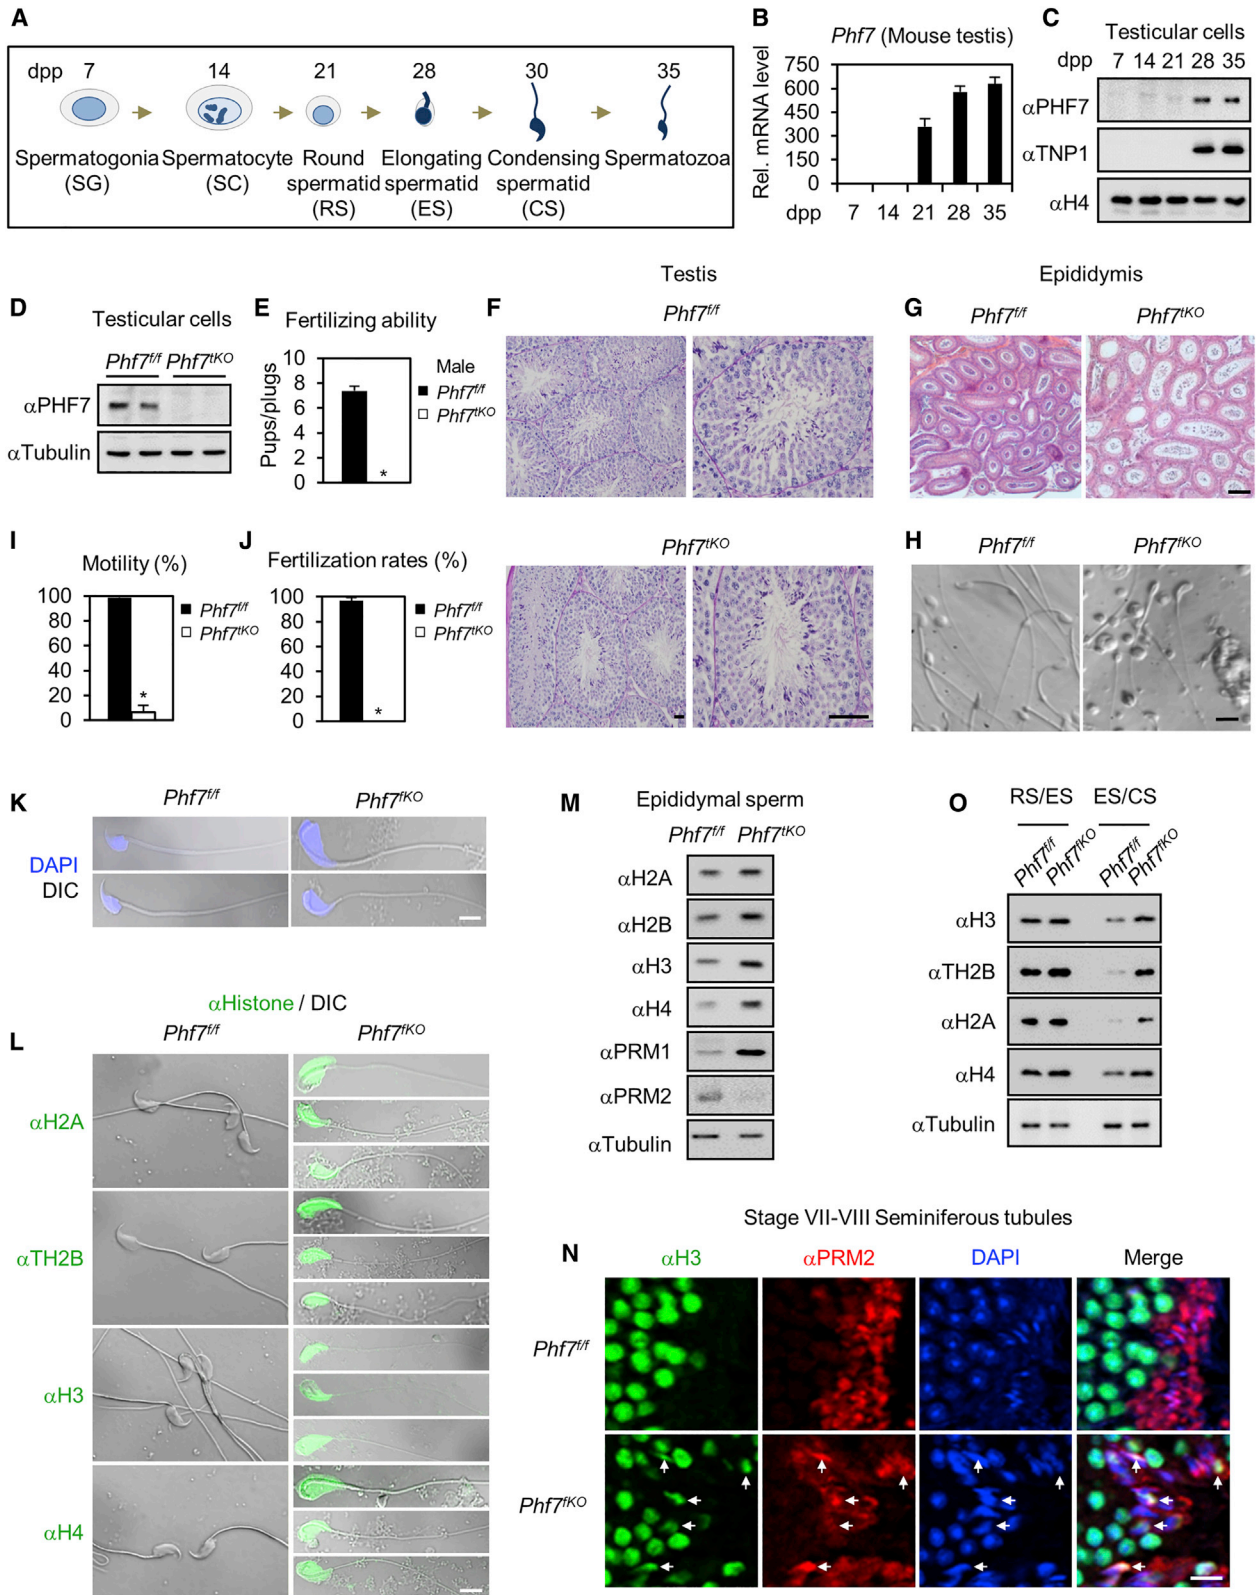 A
dpp 7 14 21 28 30 35
Spermatogonia (SG)
Spermatocyte (SC)
Round spermatid (RS)
Elongating spermatid (ES)
Condensing spermatid (CS)
Spermatozoa
B
Phf7 (Mouse testis)
Rel. mRNA level
750
600
450
300
150
0
dpp 7 14 21 28 35
C
Testicular cells
dpp 7 14 21 28 35
αPHF7
αTNP1
αH4
D
Testicular cells
Phf7f/f Phf7tKO
αPHF7
αTubulin
E
Fertilizing ability
Pups/plugs
10
8
6
4
2
0
*
Male
Phf7f/f
Phf7tKO
Testis
F
Phf7f/f
Phf7tKO
Epididymis
G
Phf7f/f Phf7tKO
H
Phf7f/f Phf7fKO
I
Motility (%)
100
80
60
40
20
0
*
Phf7f/f
Phf7tKO
J
Fertilization rates (%)
100
80
60
40
20
0
*
Phf7f/f
Phf7tKO
K
Phf7f/f Phf7fKO
DAPI
DIC
αHistone / DIC
L
Phf7f/f Phf7fKO
αH2A
αTH2B
αH3
αH4
M
Epididymal sperm
Phf7f/f Phf7tKO
αH2A
αH2B
αH3
αH4
αPRM1
αPRM2
αTubulin
O
RS/ES ES/CS
Phf7f/f Phf7fKO Phf7f/f Phf7fKO
αH3
αTH2B
αH2A
αH4
αTubulin
Stage VII-VIII Seminiferous tubules
N
αH3 αPRM2 DAPI Merge
Phf7f/f
Phf7fKO